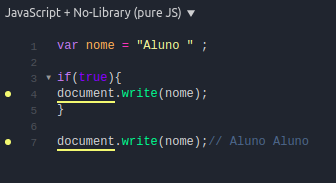 JavaScript + No-Library (pure JS) ▼
1 var nome = "Aluno " ;
2
3 ▼ if(true){
4 document.write(nome);
5 }
6
7 document.write(nome);// Aluno Aluno